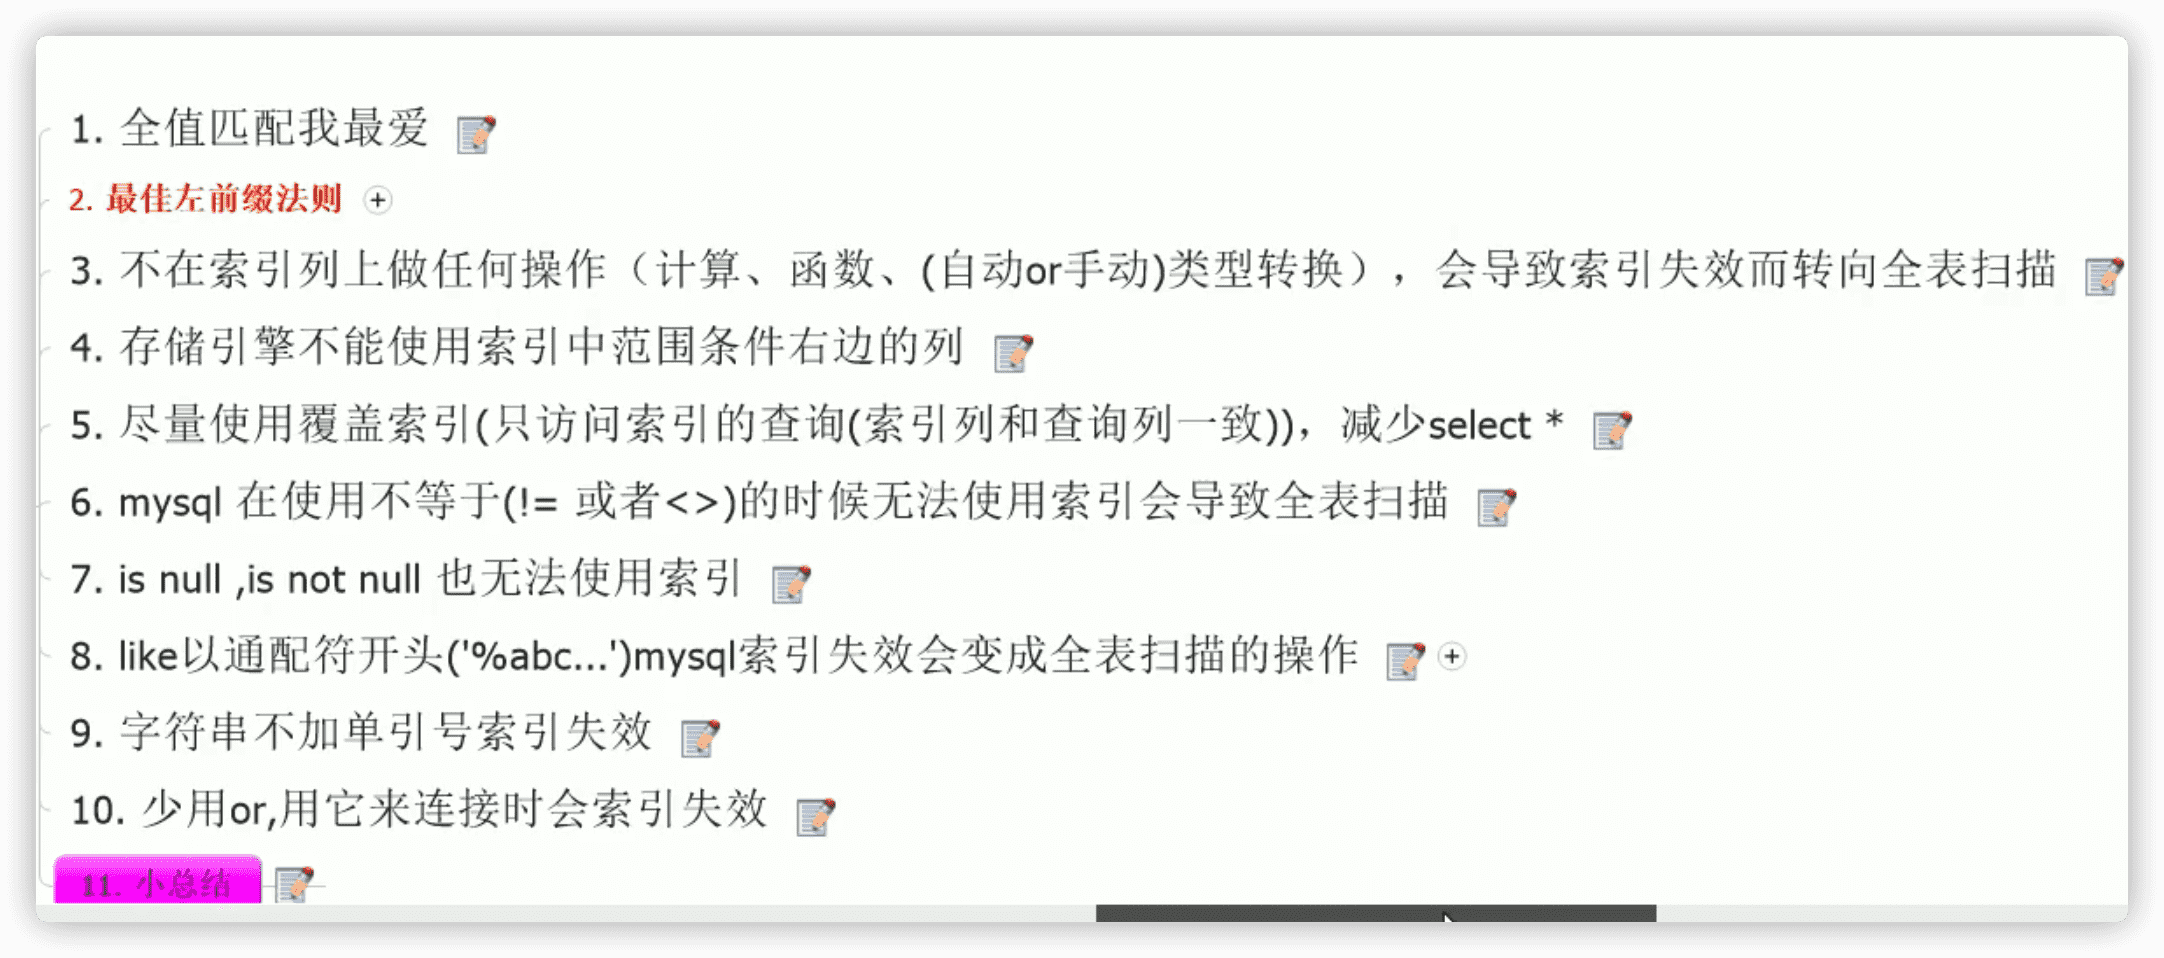 1. 全值匹配我最爱
2. 最佳左前缀法则
3. 不在索引列上做任何操作（计算、函数、(自动or手动)类型转换），会导致索引失效而转向全表扫描
4. 存储引擎不能使用索引中范围条件右边的列
5. 尽量使用覆盖索引(只访问索引的查询(索引列和查询列一致))，减少select *
6. mysql 在使用不等于(!= 或者<>)的时候无法使用索引会导致全表扫描
7. is null ,is not null 也无法使用索引
8. like以通配符开头('%abc...')mysql索引失效会变成全表扫描的操作
9. 字符串不加单引号索引失效
10. 少用or,用它来连接时会索引失效
11. 小总结